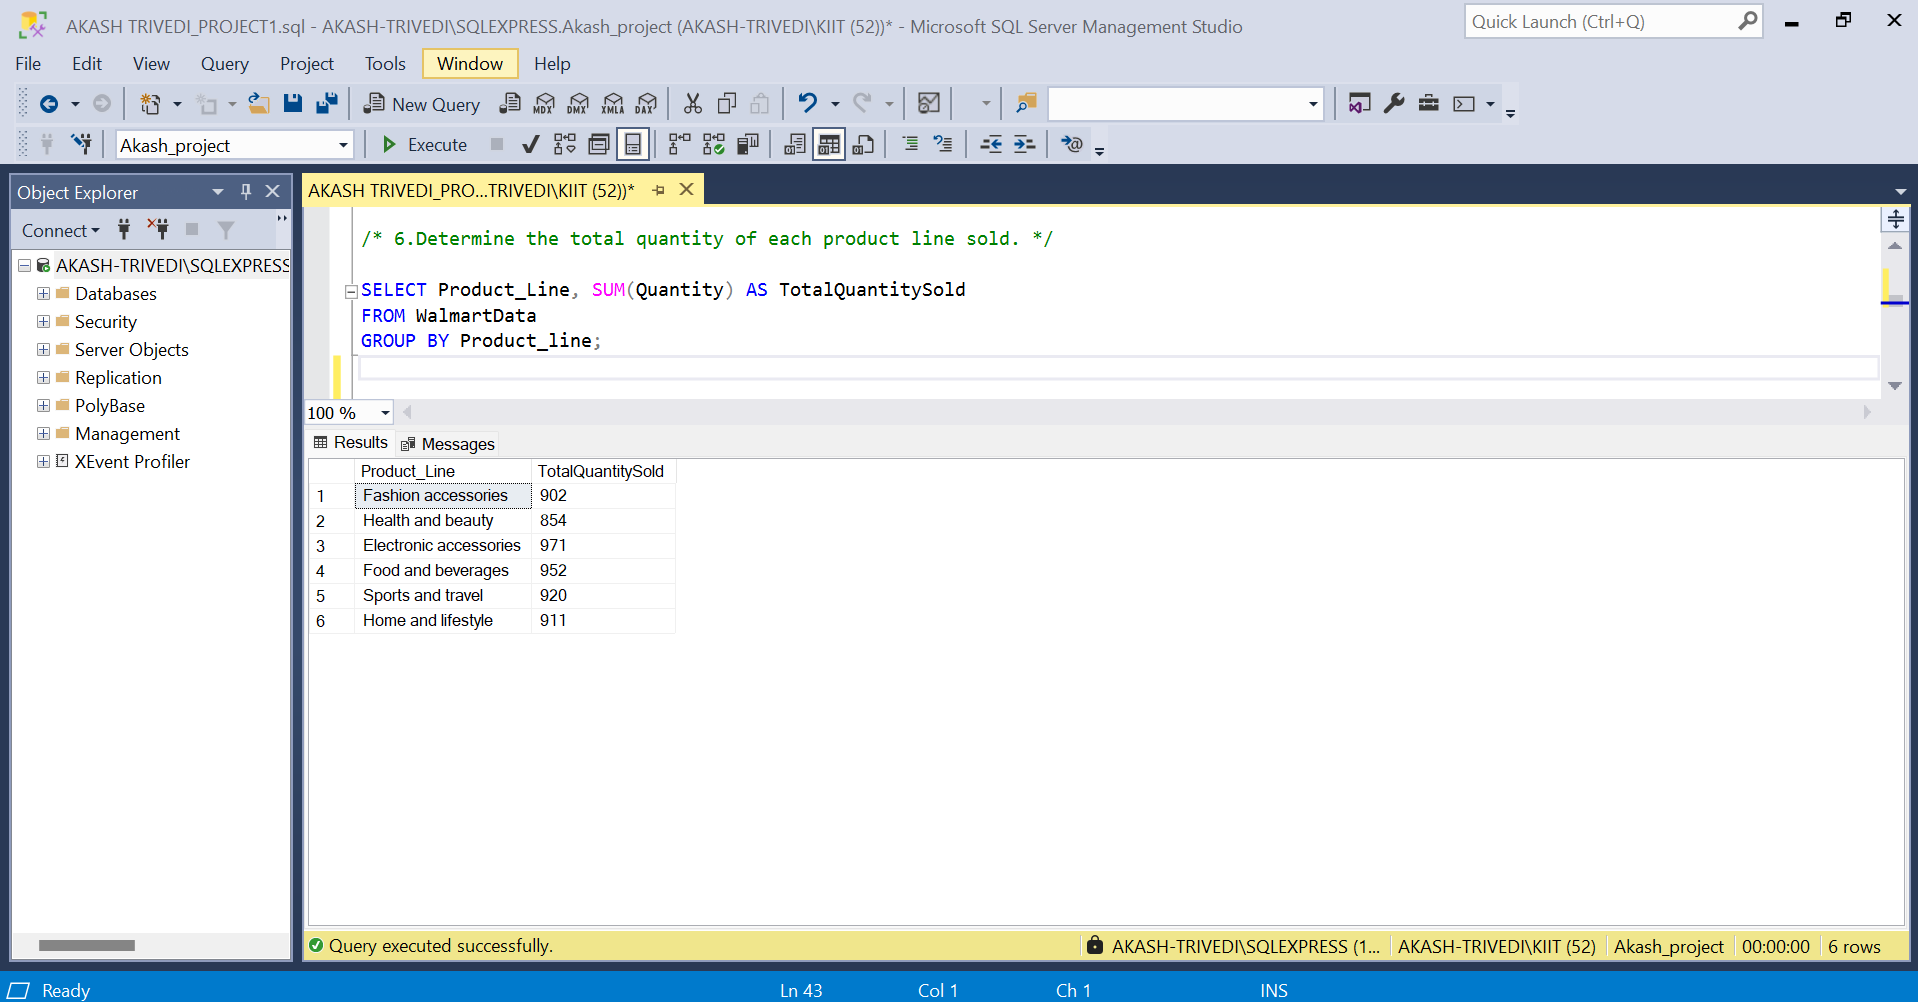 AKASH TRIVEDI_PROJECT1.sql - AKASH-TRIVEDI\SQLEXPRESS.Akash_project (AKASH-TRIVEDI\KIIT (52))* - Microsoft SQL Server Management Studio
Quick Launch (Ctrl+Q)
File Edit View Query Project Tools Window Help
New Query MDX DMX XMLA DAX
Akash_project Execute
Object Explorer
AKASH TRIVEDI_PRO...TRIVEDI\KIIT (52))*
Connect
AKASH-TRIVEDI\SQLEXPRESS
Databases
Security
Server Objects
Replication
PolyBase
Management
XEvent Profiler
/* 6.Determine the total quantity of each product line sold. */
SELECT Product_Line, SUM(Quantity) AS TotalQuantitySold
FROM WalmartData
GROUP BY Product_line;
100 %
Results Messages
Product_Line TotalQuantitySold
1 Fashion accessories 902
2 Health and beauty 854
3 Electronic accessories 971
4 Food and beverages 952
5 Sports and travel 920
6 Home and lifestyle 911
Query executed successfully.
AKASH-TRIVEDI\SQLEXPRESS (1... AKASH-TRIVEDI\KIIT (52) Akash_project 00:00:00 6 rows
Ready Ln 43 Col 1 Ch 1 INS